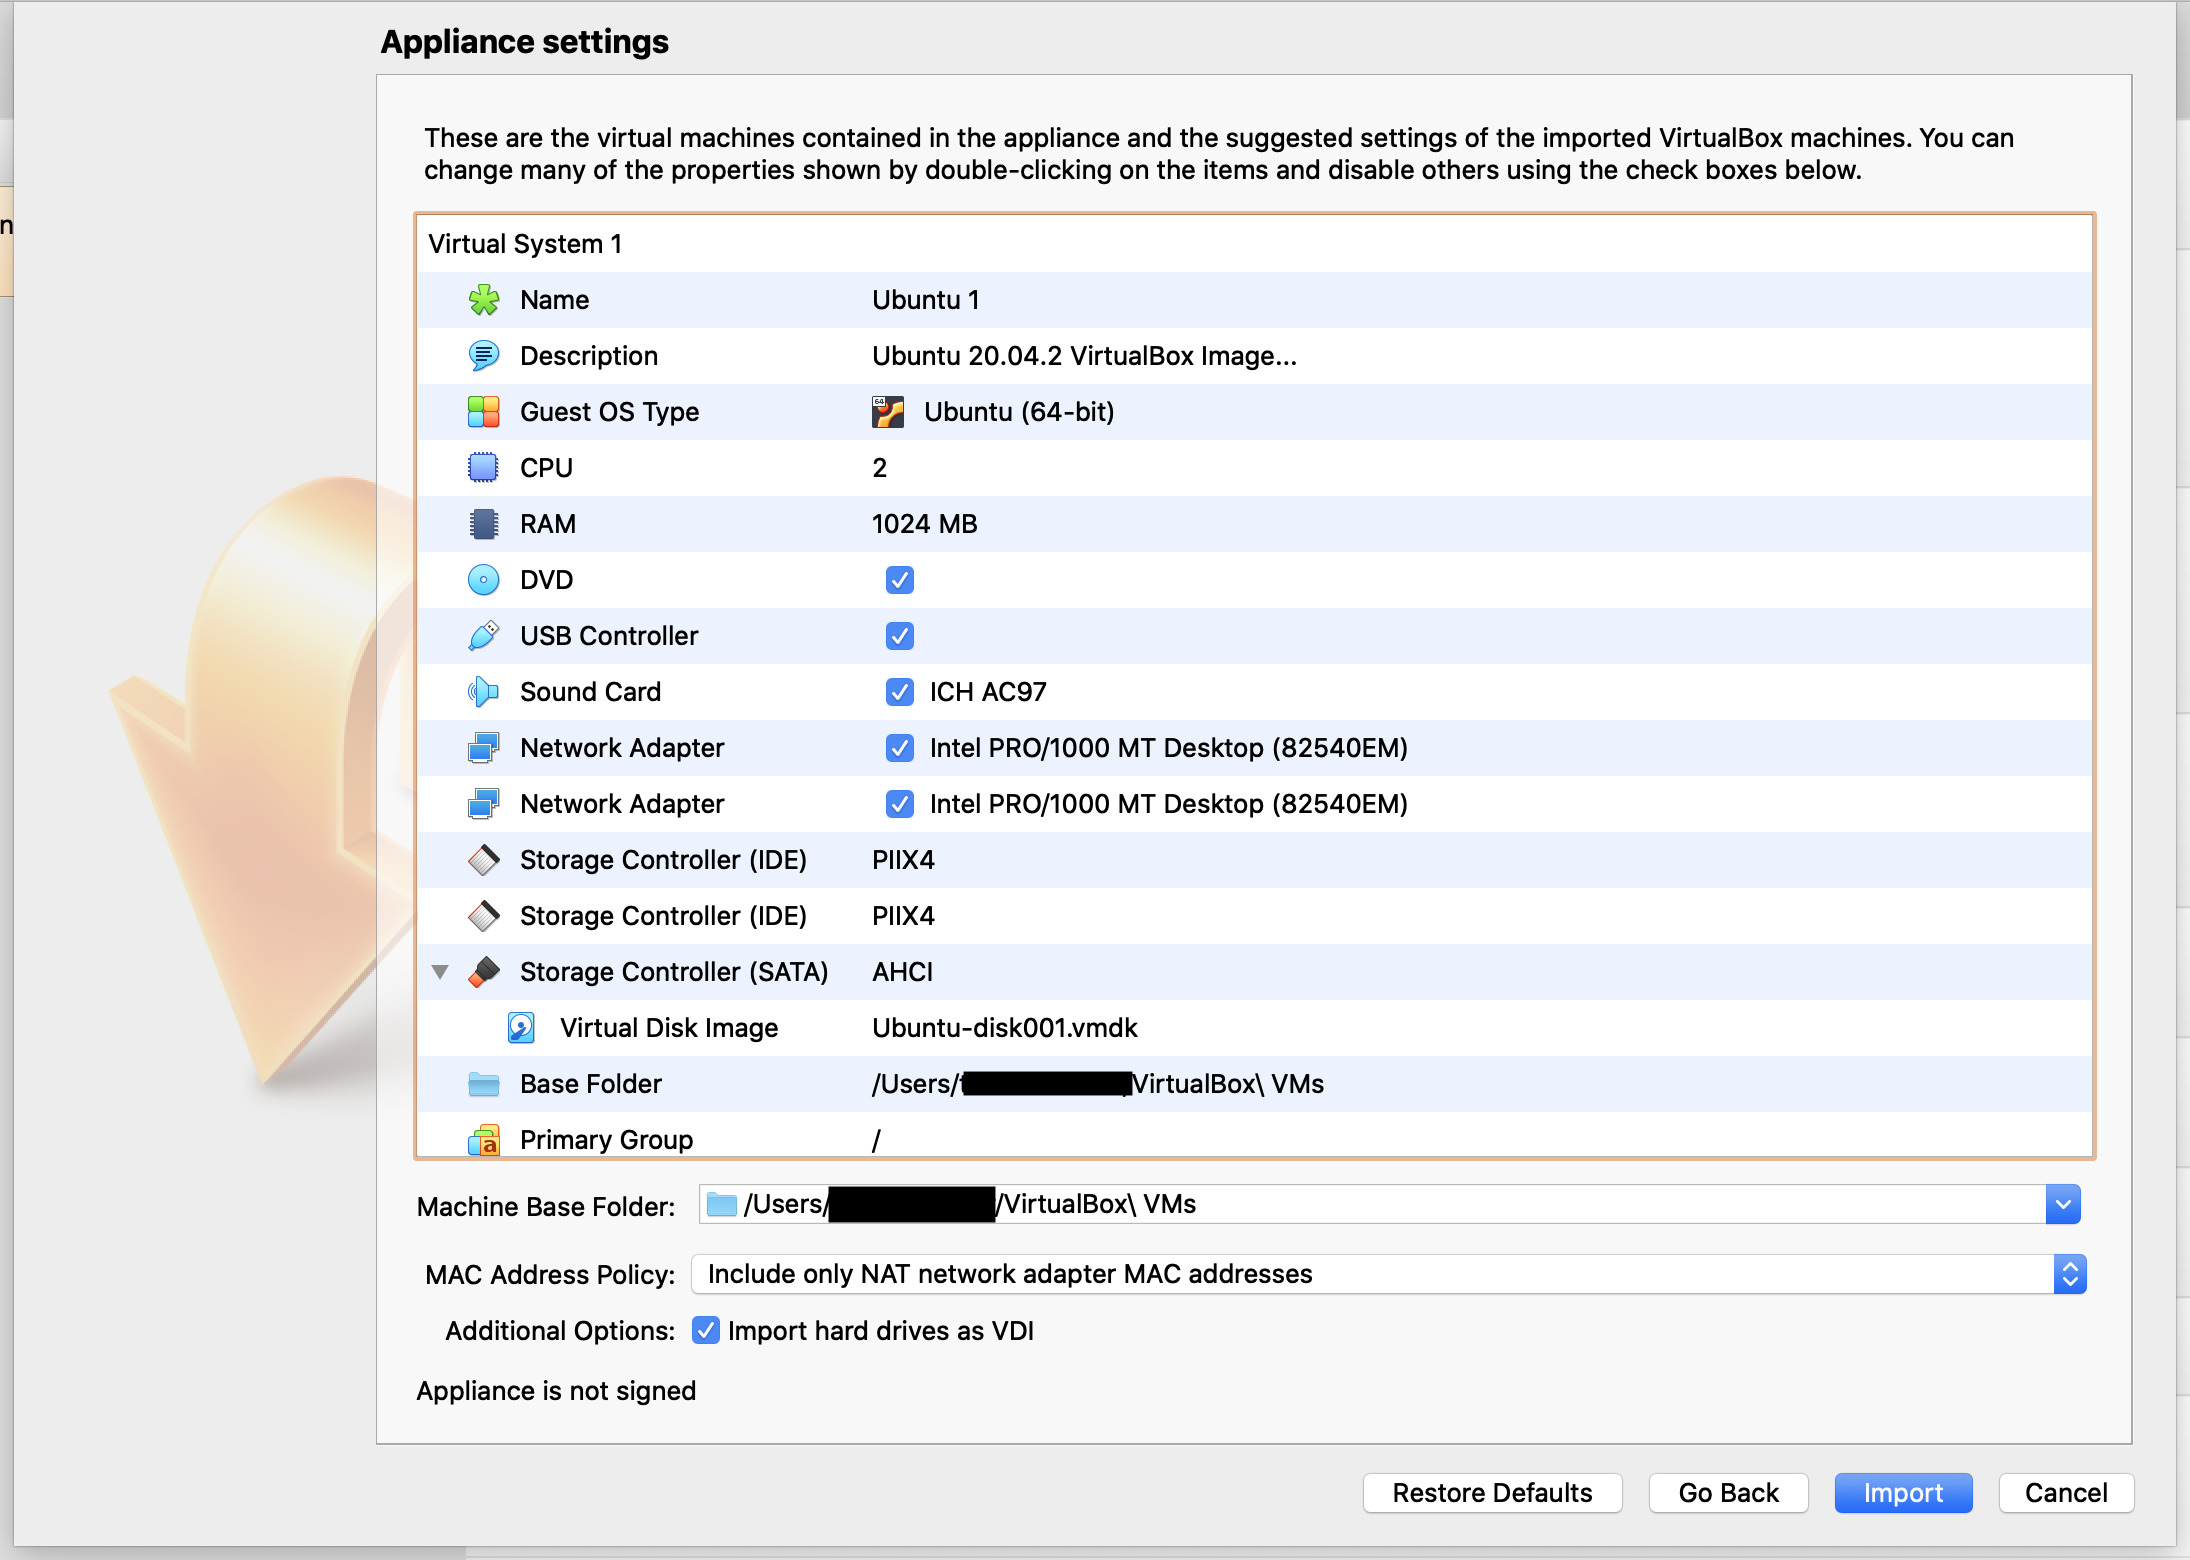 Appliance settings
These are the virtual machines contained in the appliance and the suggested settings of the imported VirtualBox machines. You can
change many of the properties shown by double-clicking on the items and disable others using the check boxes below.
n
Virtual System 1
Name Ubuntu 1
Description Ubuntu 20.04.2 VirtualBox Image...
Guest OS Type 64 Ubuntu (64-bit)
CPU 2
RAM 1024 MB
DVD
USB Controller
Sound Card ICH AC97
Network Adapter Intel PRO/1000 MT Desktop (82540EM)
Network Adapter Intel PRO/1000 MT Desktop (82540EM)
Storage Controller (IDE) PIIX4
Storage Controller (IDE) PIIX4
Storage Controller (SATA) AHCI
Virtual Disk Image Ubuntu-disk001.vmdk
Base Folder /Users/ VirtualBox\ VMs
a Primary Group /
Machine Base Folder: /Users/ /VirtualBox\ VMs
MAC Address Policy: Include only NAT network adapter MAC addresses
Additional Options: Import hard drives as VDI
Appliance is not signed
Restore Defaults Go Back Import Cancel